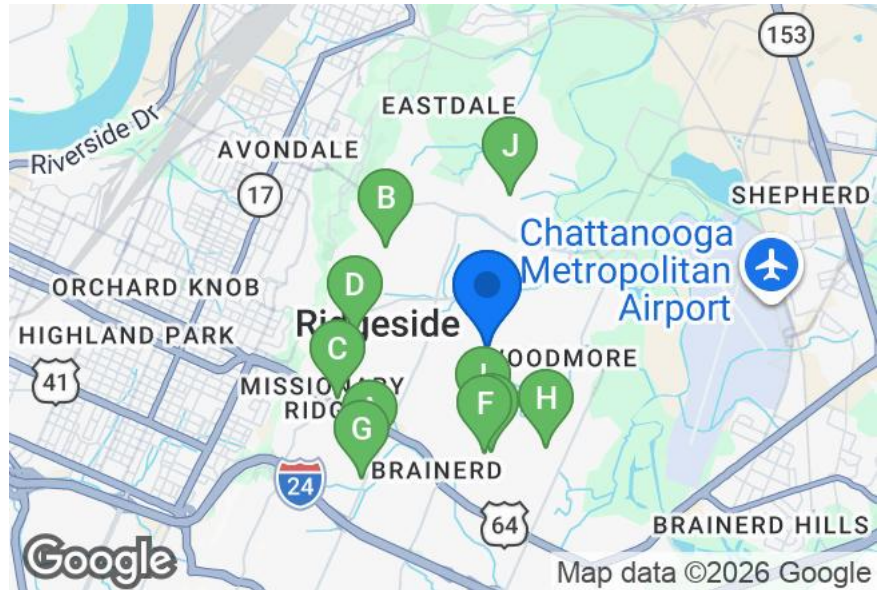 153
EASTDALE
J
Riverside Dr
AVONDALE
17
B
SHEPHERD
Chattanooga
Metropolitan
Airport
D
ORCHARD KNOB
Ridgeside
HIGHLAND PARK
C
WOODMORE
41
MISSIONARY
RIDGE
I
F
H
A
G
BRAINERD
24
64
BRAINERD HILLS
Google
Map data ©2026 Google